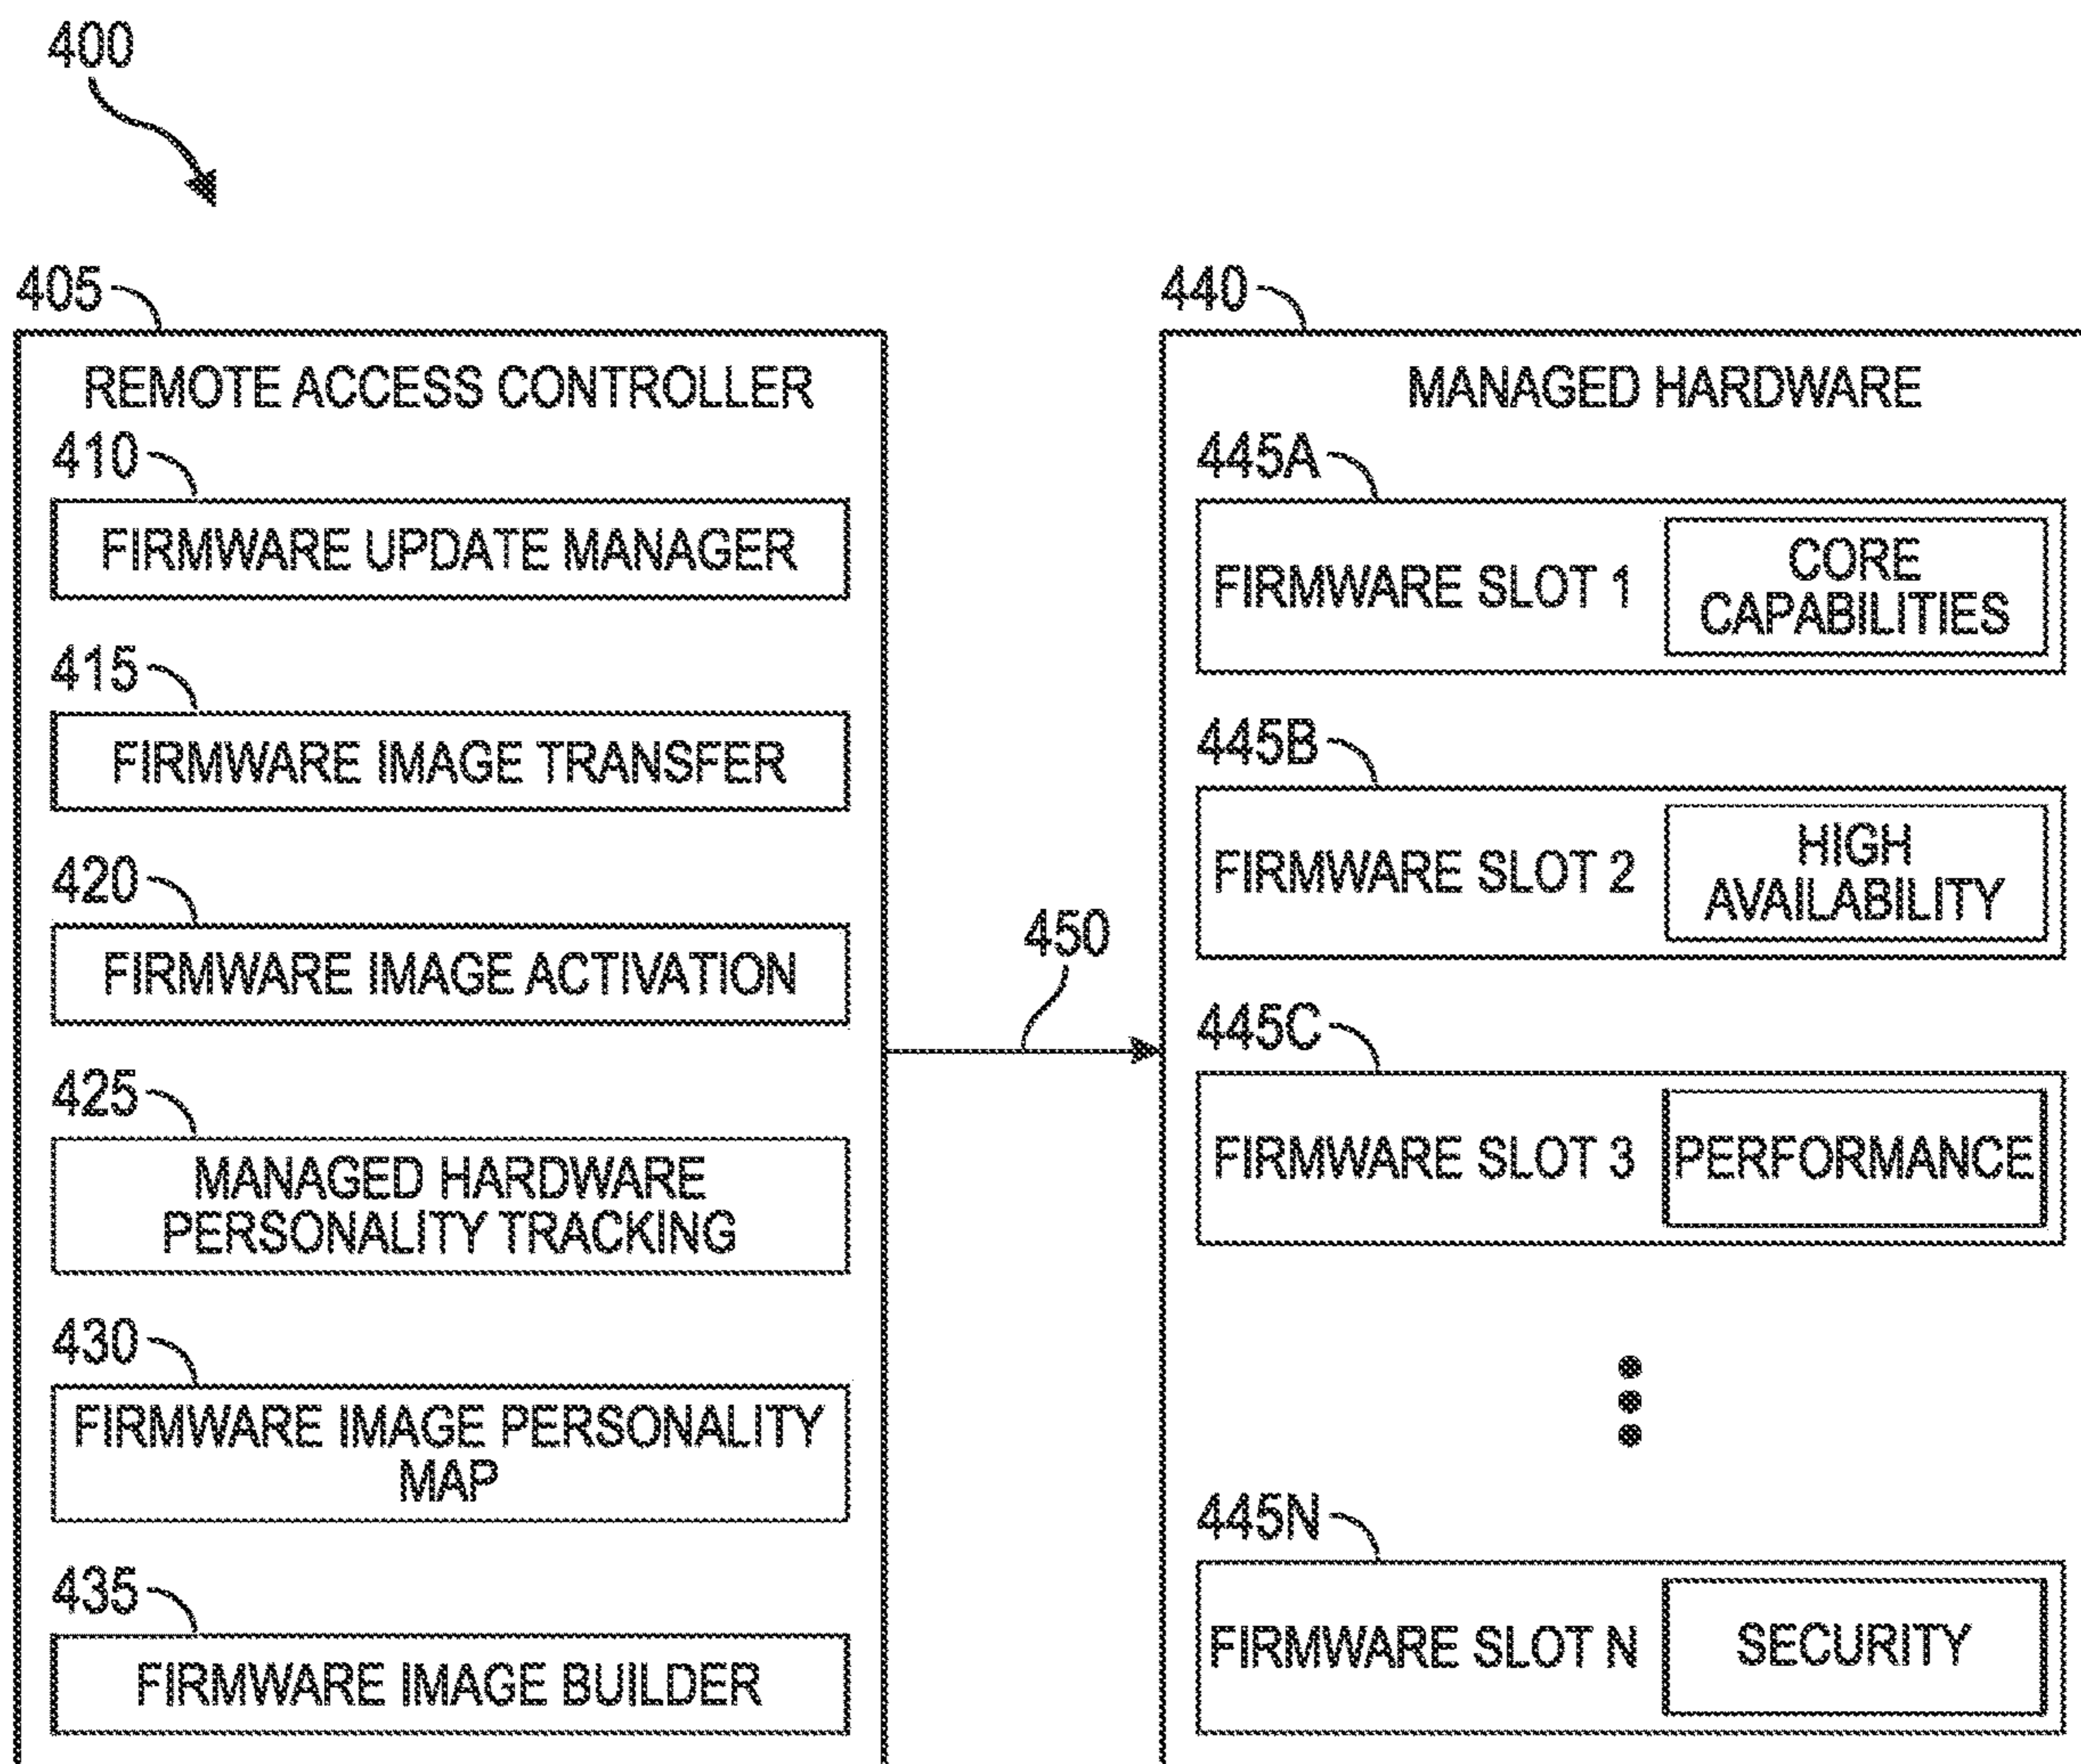 400
405
REMOTE ACCESS CONTROLLER
410
FIRMWARE UPDATE MANAGER
415
FIRMWARE IMAGE TRANSFER
420
FIRMWARE IMAGE ACTIVATION
425
MANAGED HARDWARE
PERSONALITY TRACKING
430
FIRMWARE IMAGE PERSONALITY
MAP
435
FIRMWARE IMAGE BUILDER
450
440
MANAGED HARDWARE
445A
FIRMWARE SLOT 1
CORE
CAPABILITIES
445B
FIRMWARE SLOT 2
HIGH
AVAILABILITY
445C
FIRMWARE SLOT 3
PERFORMANCE
445N
FIRMWARE SLOT N
SECURITY